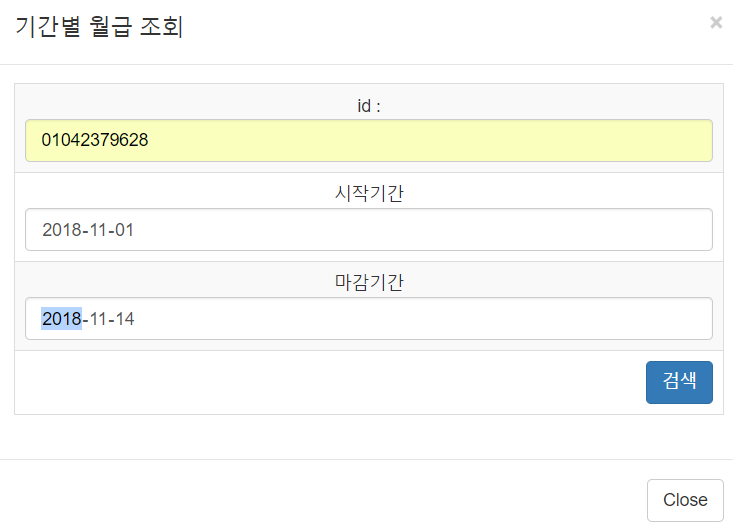 기간별 월급 조회
×
id :
01042379628
시작기간
2018-11-01
마감기간
2018-11-14
검색
Close